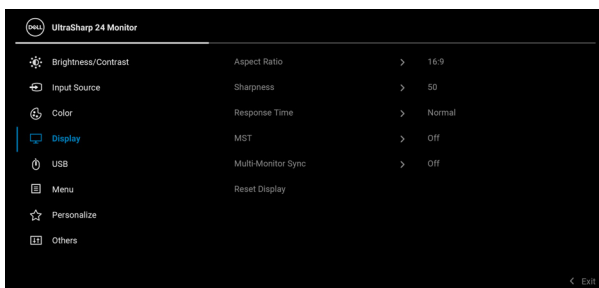 DELL UltraSharp 24 Monitor
Brightness/Contrast Aspect Ratio > 16:9
Input Source Sharpness > 50
Color Response Time > Normal
Display MST > Off
USB Multi-Monitor Sync > Off
Menu Reset Display
Personalize
Others
< Exit